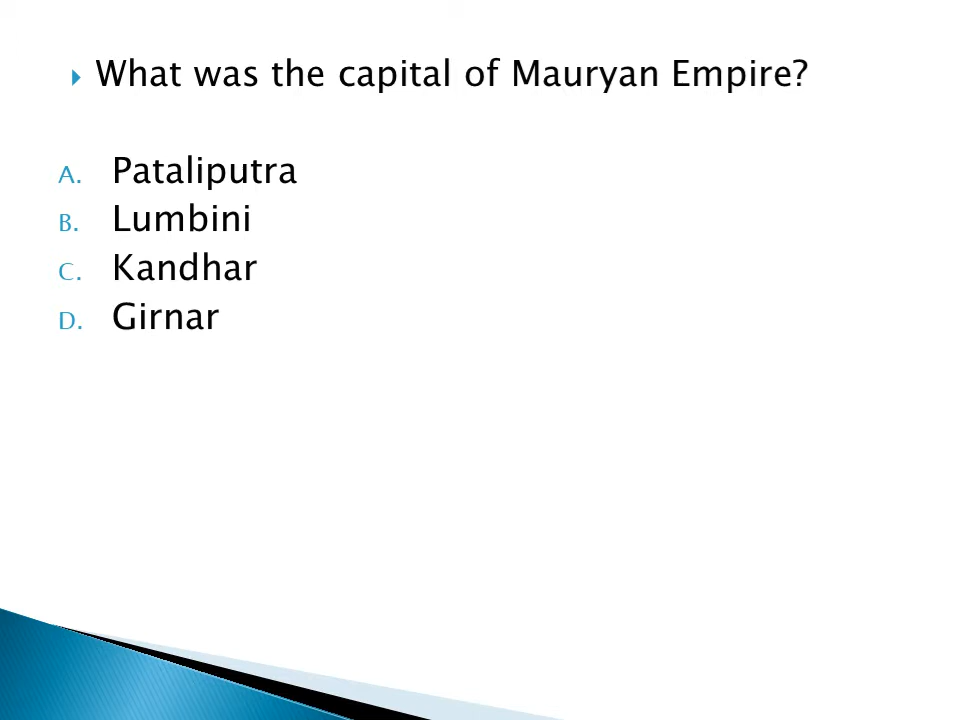 What was the capital of Mauryan Empire?
A. Pataliputra
B. Lumbini
C. Kandhar
D. Girnar